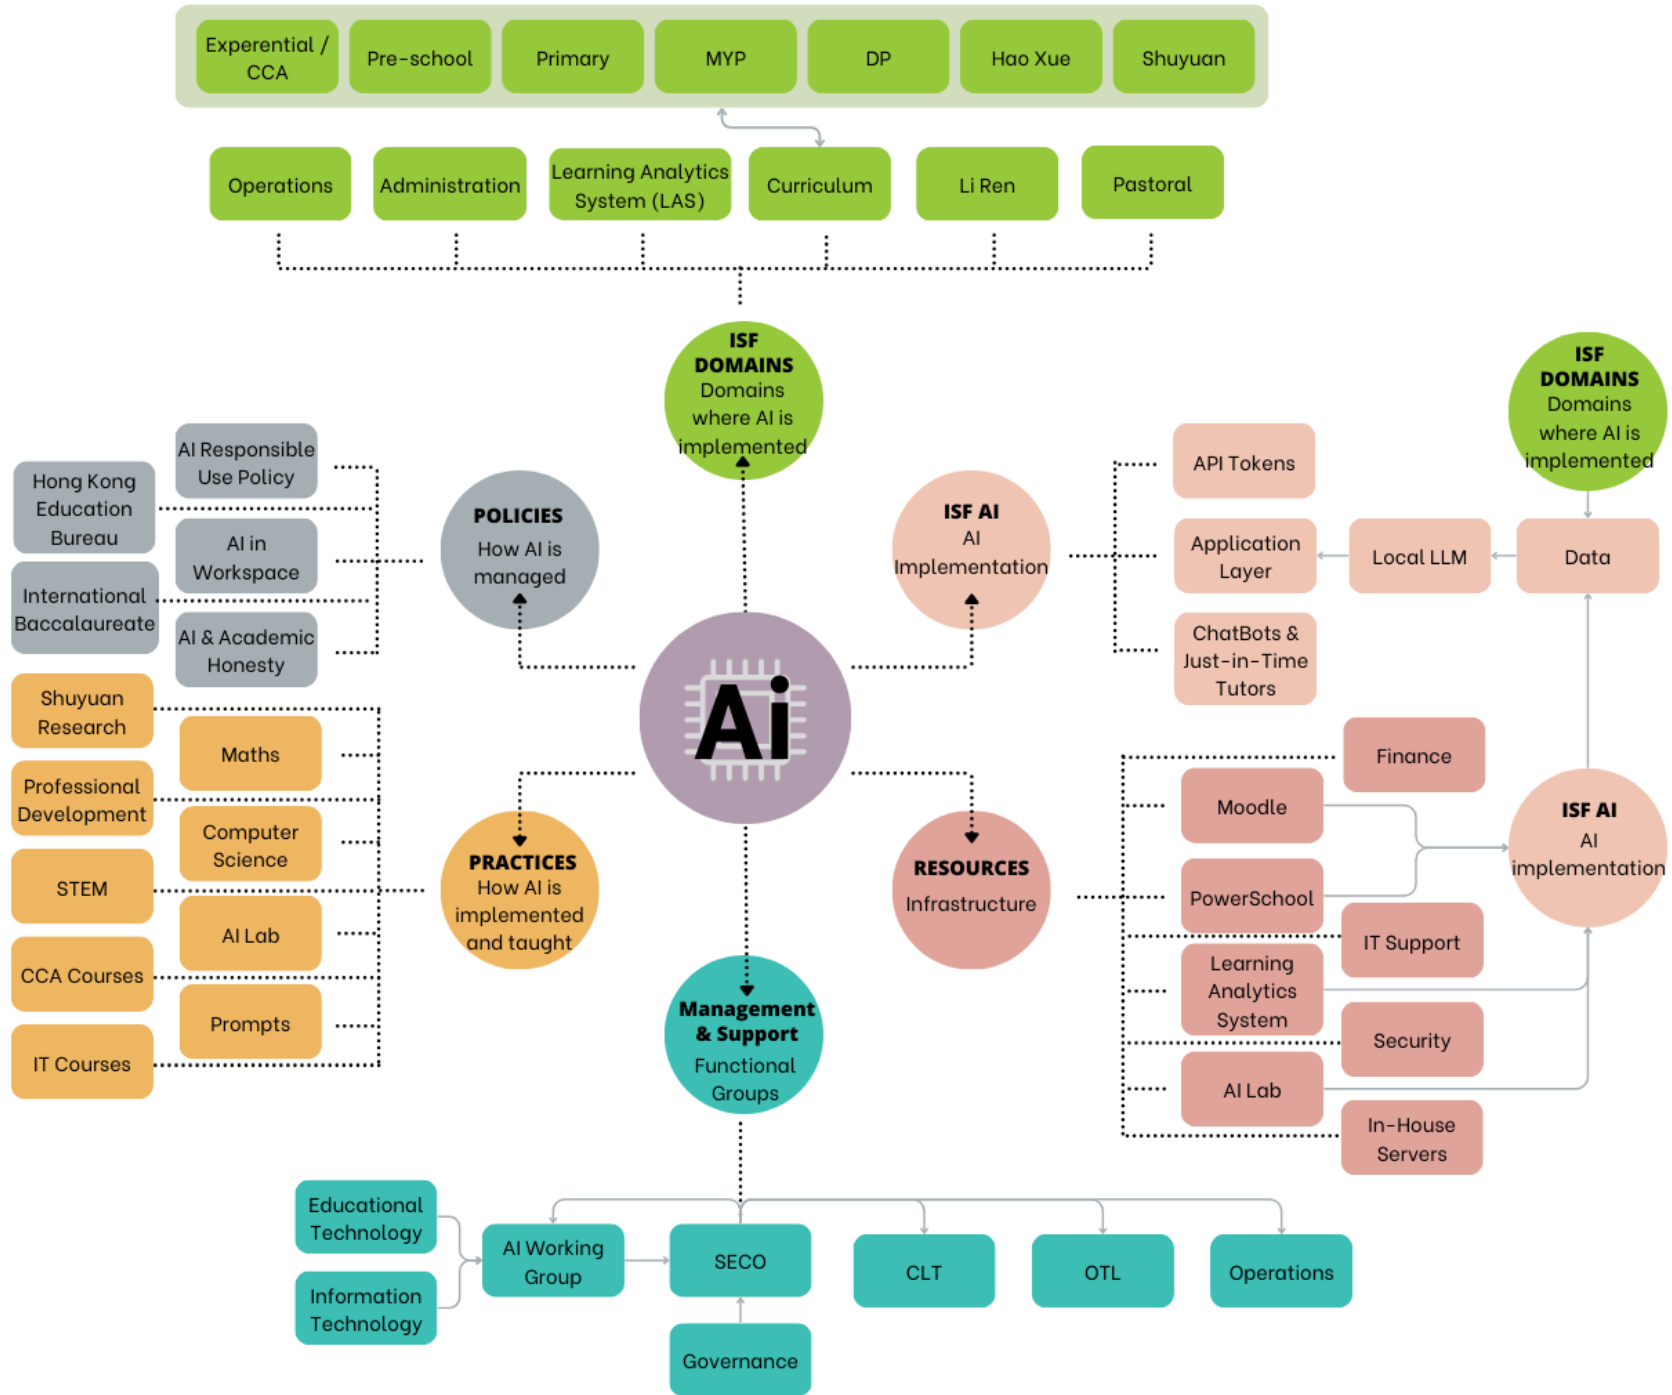 Experential /
CCA
Pre-school
Primary
MYP
DP
Hao Xue
Shuyuan
Operations
Administration
Learning Analytics
System (LAS)
Curriculum
Li Ren
Pastoral
ISF
DOMAINS
Domains
where AI is
implemented
ISF
DOMAINS
Domains
where AI is
implemented
AI Responsible
Use Policy
Hong Kong
Education
Bureau
AI in
Workspace
International
Baccalaureate
AI & Academic
Honesty
POLICIES
How AI is
managed
ISF AI
AI
Implementation
API Tokens
Application
Layer
Local LLM
Data
ChatBots &
Just-in-Time
Tutors
Ai
Shuyuan
Research
Maths
Professional
Development
Computer
Science
STEM
AI Lab
CCA Courses
Prompts
IT Courses
PRACTICES
How AI is
implemented
and taught
RESOURCES
Infrastructure
Finance
Moodle
PowerSchool
IT Support
Learning
Analytics
System
Security
AI Lab
In-House
Servers
ISF AI
AI
implementation
Management
& Support
Functional
Groups
Educational
Technology
Information
Technology
AI Working
Group
SECO
CLT
OTL
Operations
Governance